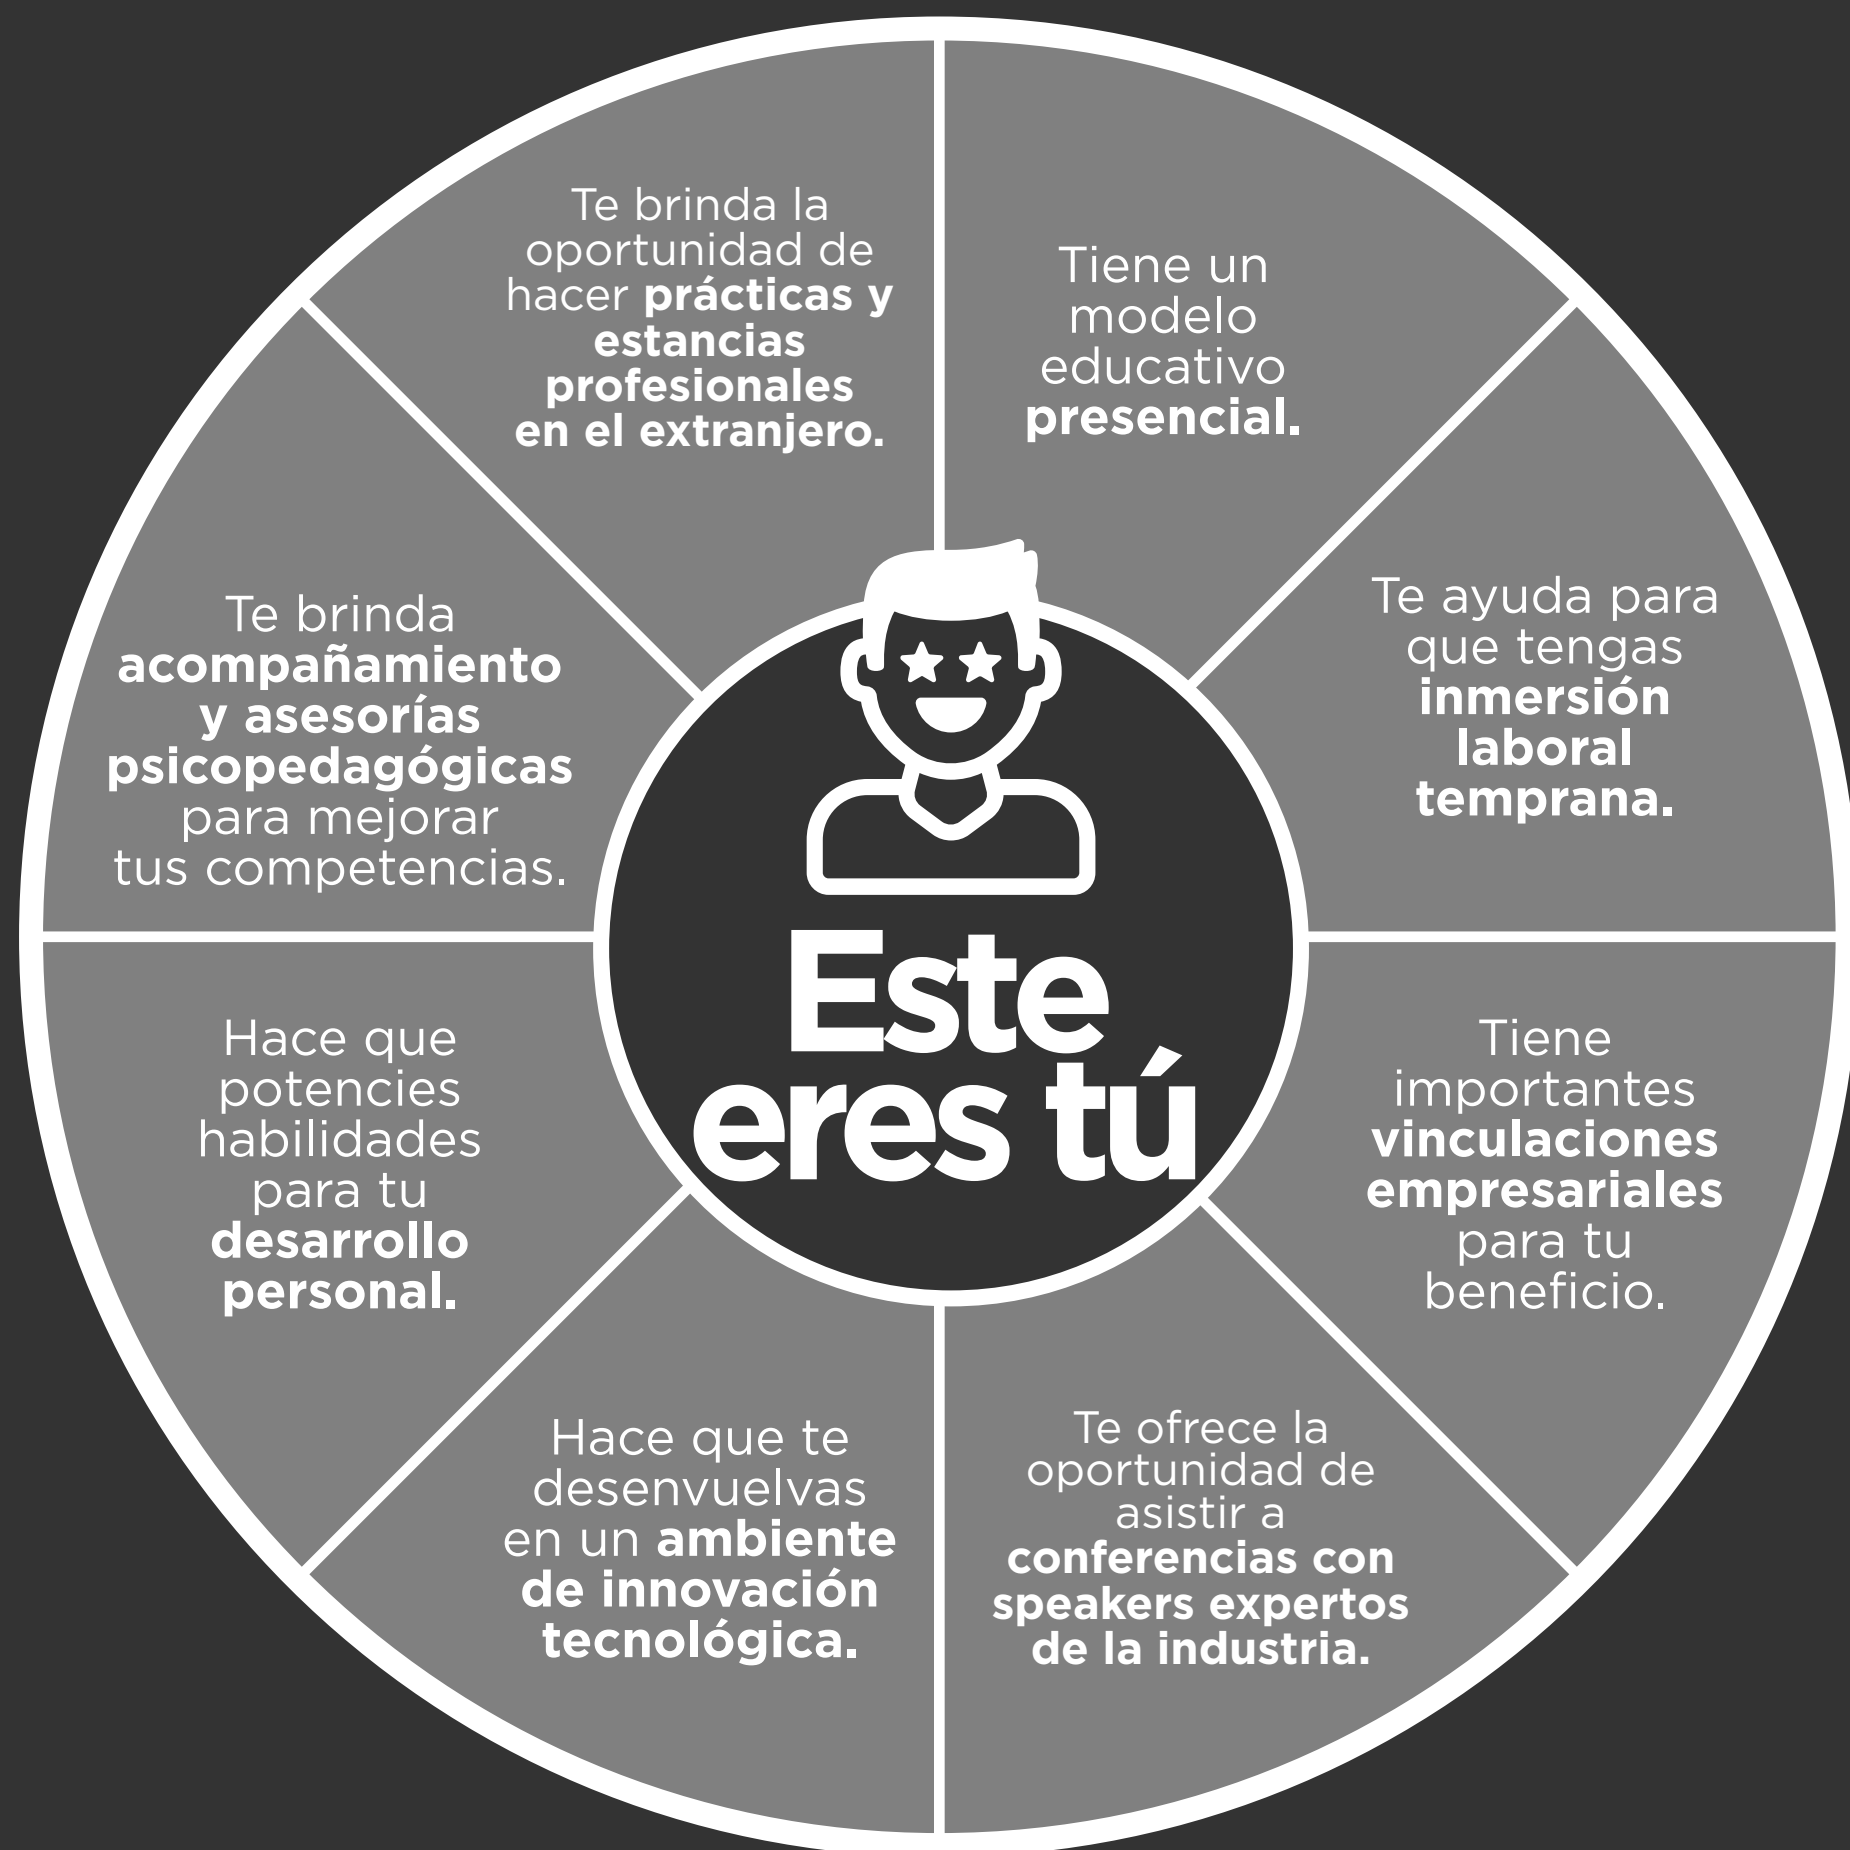 Te brinda la
oportunidad de
hacer prácticas y
estancias
profesionales
en el extranjero.
Tiene un
modelo
educativo
presencial.
Te ayuda para
que tengas
inmersión
laboral
temprana.
Tiene
importantes
vinculaciones
empresariales
para tu
beneficio.
Te ofrece la
oportunidad de
asistir a
conferencias con
speakers expertos
de la industria.
Hace que te
desenvuelvas
en un ambiente
de innovación
tecnológica.
Hace que
potencies
habilidades
para tu
desarrollo
personal.
Te brinda
acompañamiento
y asesorías
psicopedagógicas
para mejorar
tus competencias.
Este
eres tú